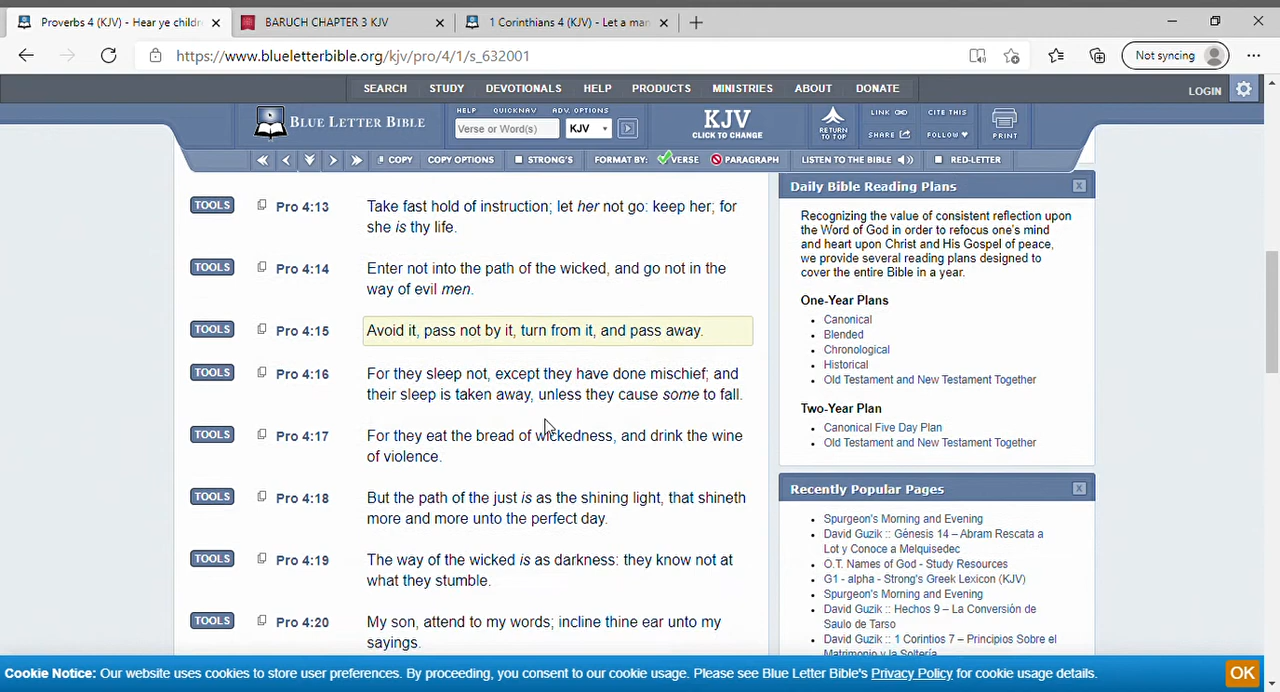 Proverbs 4 (KJV) - Hear ye childr
BARUCH CHAPTER 3 KJV
1 Corinthians 4 (KJV) - Let a man
https://www.blueletterbible.org/kjv/pro/4/1/s_632001
Not syncing
SEARCH STUDY DEVOTIONALS HELP PRODUCTS MINISTRIES ABOUT DONATE
LOGIN
BLUE LETTER BIBLE
HELP QUICKNAV ADV. OPTIONS
Verse or Word(s)
KJV
KJV
CLICK TO CHANGE
RETURN
TO TOP
LINK
CITE THIS
SHARE
FOLLOW
PRINT
COPY COPY OPTIONS STRONG'S FORMAT BY: VERSE PARAGRAPH LISTEN TO THE BIBLE RED-LETTER
TOOLS Pro 4:13 Take fast hold of instruction; let her not go: keep her; for
she is thy life.
TOOLS Pro 4:14 Enter not into the path of the wicked, and go not in the
way of evil men.
TOOLS Pro 4:15 Avoid it, pass not by it, turn from it, and pass away.
TOOLS Pro 4:16 For they sleep not, except they have done mischief; and
their sleep is taken away, unless they cause some to fall.
TOOLS Pro 4:17 For they eat the bread of wickedness, and drink the wine
of violence.
TOOLS Pro 4:18 But the path of the just is as the shining light, that shineth
more and more unto the perfect day.
TOOLS Pro 4:19 The way of the wicked is as darkness: they know not at
what they stumble.
TOOLS Pro 4:20 My son, attend to my words; incline thine ear unto my
sayings.
Daily Bible Reading Plans
Recognizing the value of consistent reflection upon
the Word of God in order to refocus one's mind
and heart upon Christ and His Gospel of peace,
we provide several reading plans designed to
cover the entire Bible in a year.
One-Year Plans
Canonical
Blended
Chronological
Historical
Old Testament and New Testament Together
Two-Year Plan
Canonical Five Day Plan
Old Testament and New Testament Together
Recently Popular Pages
Spurgeon's Morning and Evening
David Guzik :: Génesis 14 – Abram Rescata a
Lot y Conoce a Melquisedec
O.T. Names of God - Study Resources
G1 - alpha - Strong's Greek Lexicon (KJV)
Spurgeon's Morning and Evening
David Guzik :: Hechos 9 – La Conversión de
Saulo de Tarso
David Guzik :: 1 Corintios 7 – Principios Sobre el
Matrimonio y la Soltería
Cookie Notice: Our website uses cookies to store user preferences. By proceeding, you consent to our cookie usage. Please see Blue Letter Bible's Privacy Policy for cookie usage details.
OK